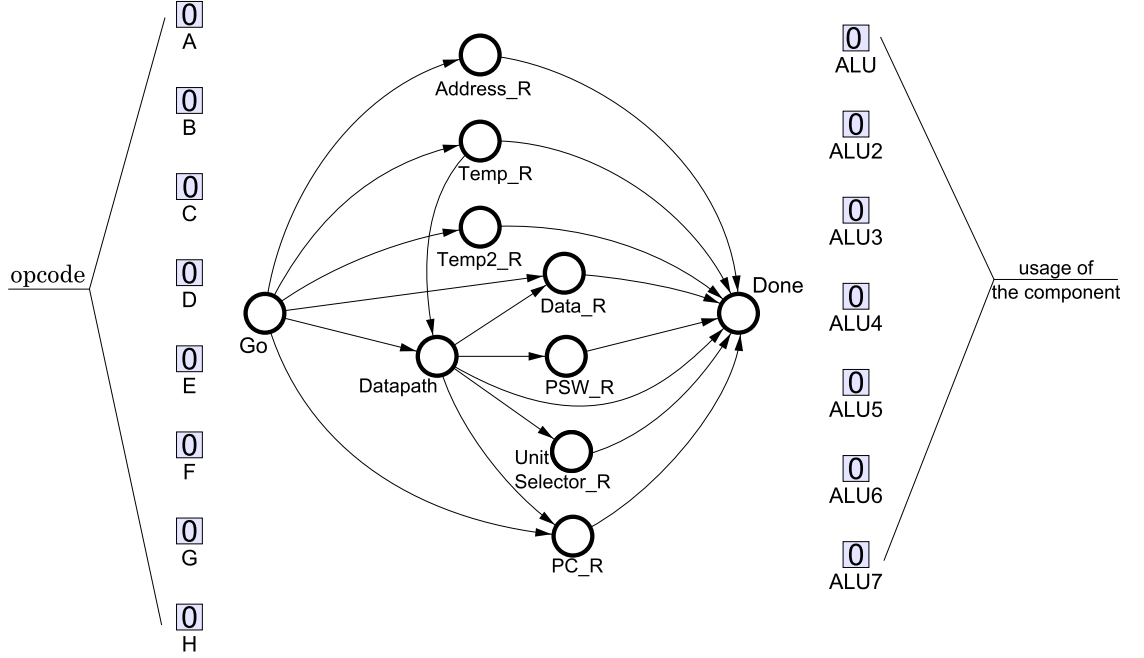 opcode
0
A
0
B
0
C
0
D
0
E
0
F
0
G
0
H
Address_R
Temp_R
Temp2_R
Data_R
Go
Done
Datapath
PSW_R
Unit
Selector_R
PC_R
0
ALU
0
ALU2
0
ALU3
0
ALU4
0
ALU5
0
ALU6
0
ALU7
usage of
the component